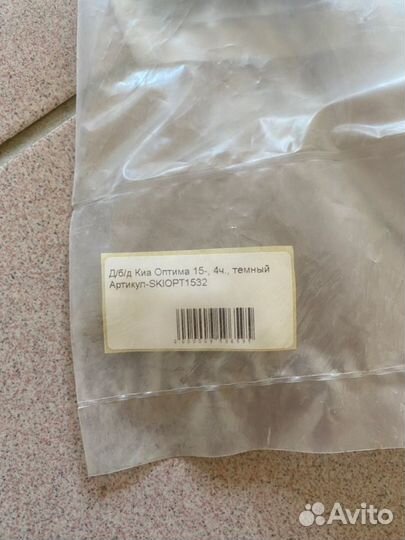 Д/б/д Киа Оптима 15-, 4ч., темный
Артикул-SKIOPT1532
Avito